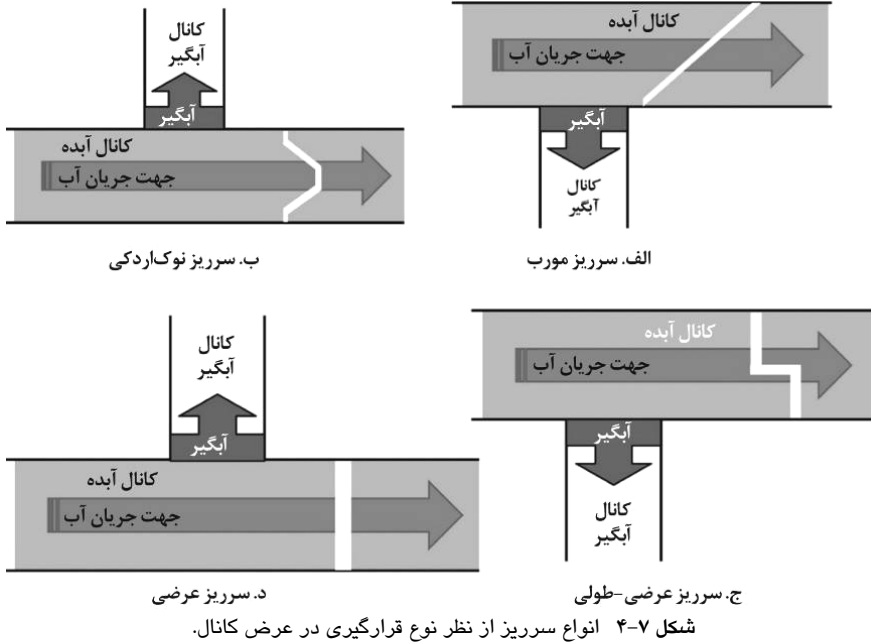 کانال آبده
جهت جریان آب
آبگیر
کانال
آبگیر
الف. سرریز مورب
کانال
آبگیر
آبگیر
کانال آبده
جهت جریان آب
ب. سرریز نوک‌اردکی
کانال آبده
جهت جریان آب
آبگیر
کانال
آبگیر
ج. سرریز عرضی-طولی
کانال
آبگیر
آبگیر
کانال آبده
جهت جریان آب
د. سرریز عرضی
شکل ۷-۴ انواع سرریز از نظر نوع قرارگیری در عرض کانال.